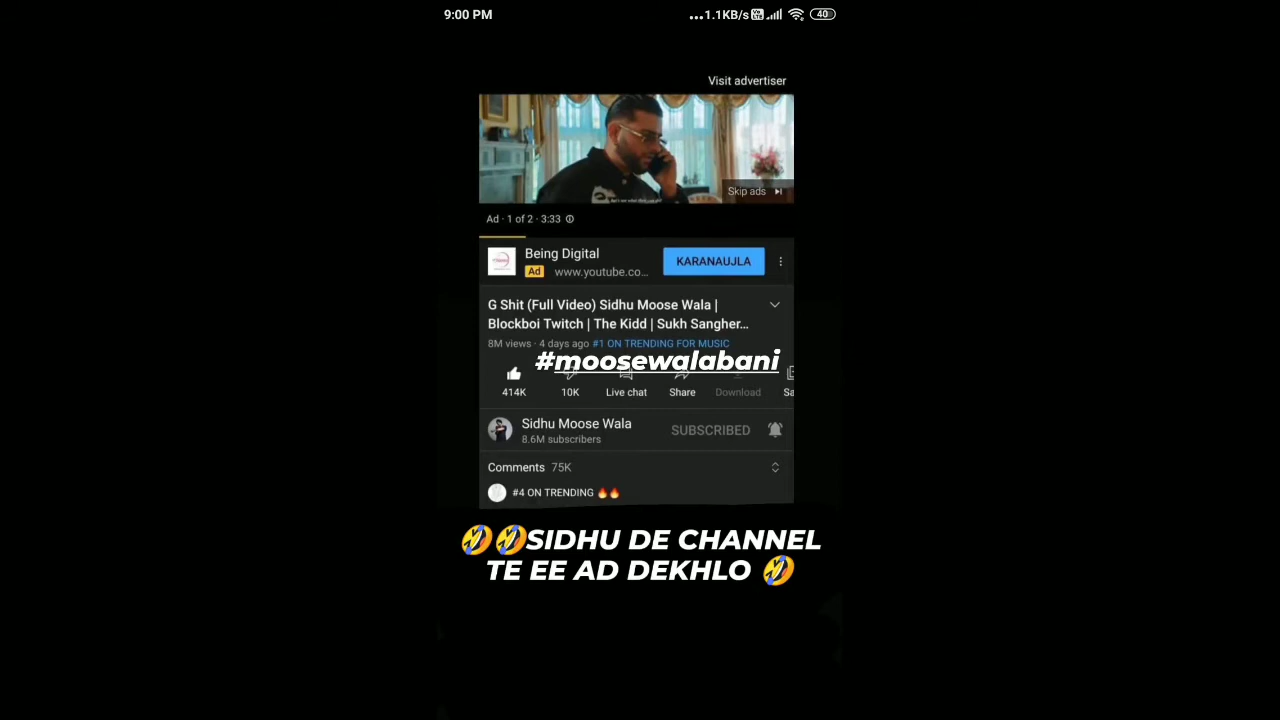 9:00 PM
...1.1KB/s 40
Visit advertiser
Skip ads
Ad · 1 of 2 · 3:33
Being Digital
KARANAUJLA
Ad www.youtube.co...
G Shit (Full Video) Sidhu Moose Wala |
Blockboi Twitch | The Kidd | Sukh Sangher...
8M views · 4 days ago #1 ON TRENDING FOR MUSIC
#moosewalabani
414K 10K Live chat Share Download Sa
Sidhu Moose Wala
SUBSCRIBED
8.6M subscribers
Comments 75K
#4 ON TRENDING 🔥🔥
🤣🤣SIDHU DE CHANNEL
TE EE AD DEKHLO 🤣